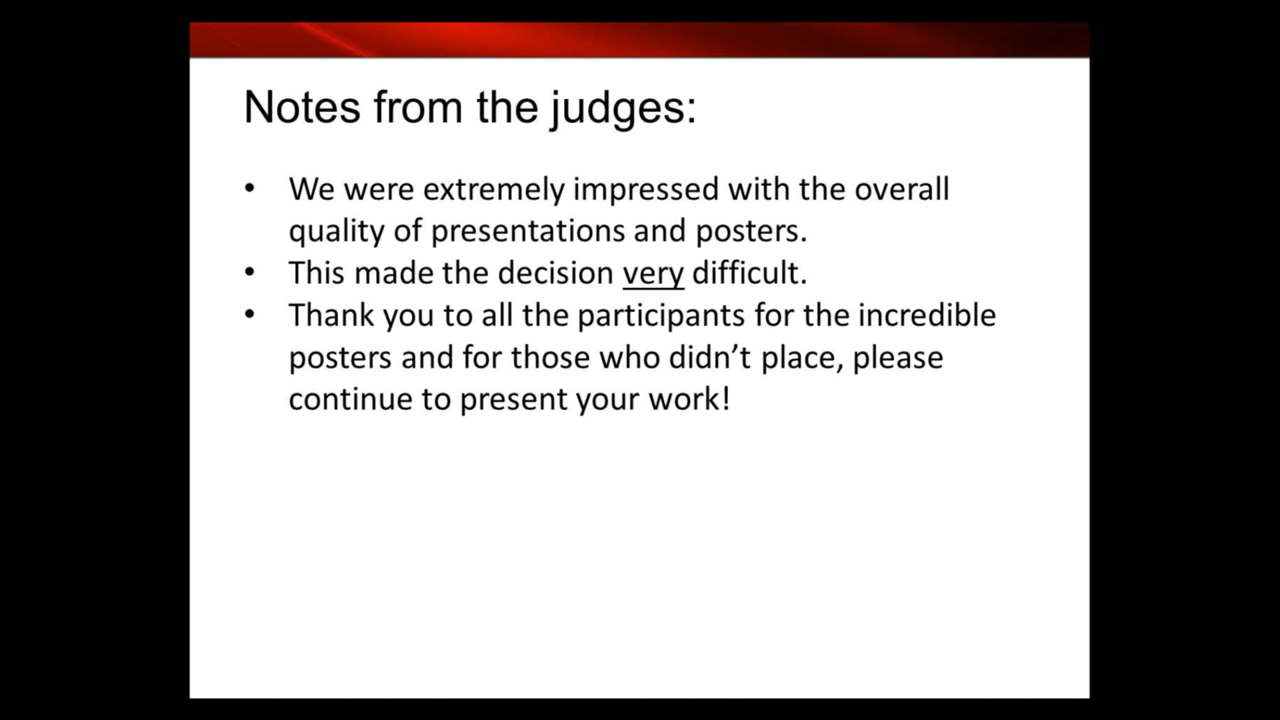 Notes from the judges:
• We were extremely impressed with the overall
quality of presentations and posters.
• This made the decision very difficult.
• Thank you to all the participants for the incredible
posters and for those who didn’t place, please
continue to present your work!